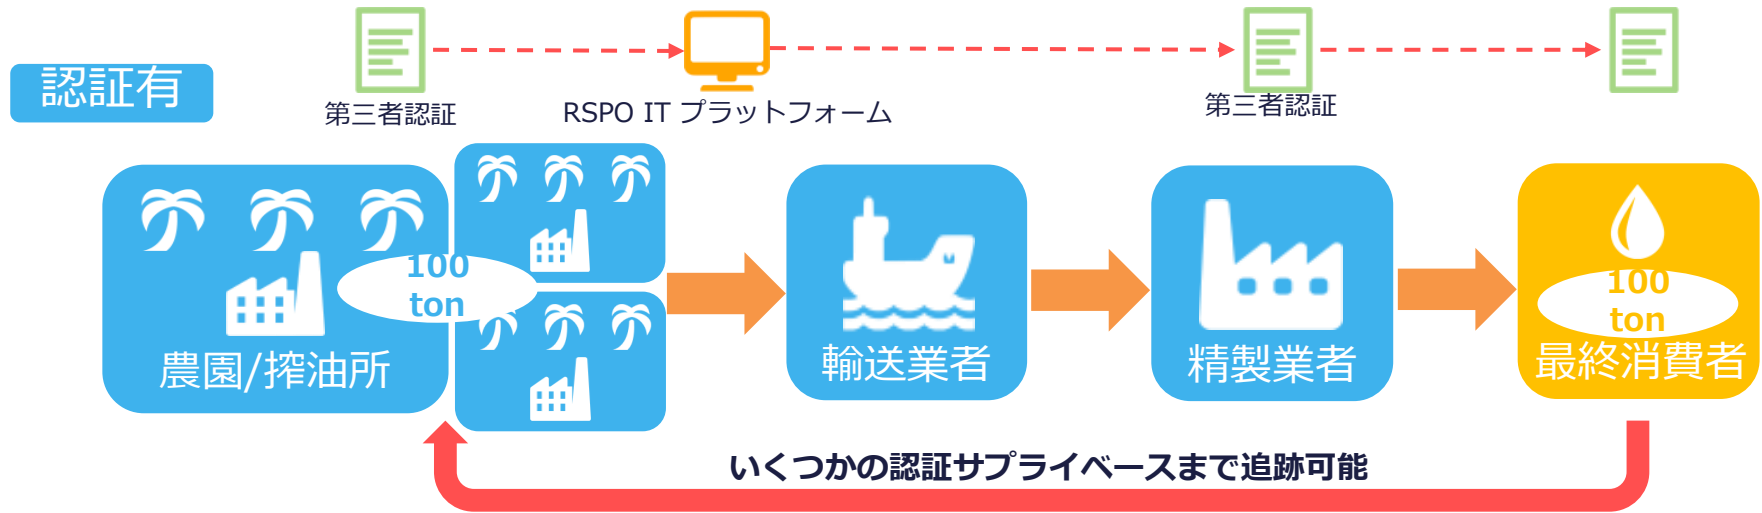 認証有
第三者認証
RSPO IT プラットフォーム
第三者認証
100
ton
農園/搾油所
輸送業者
精製業者
100
ton
最終消費者
いくつかの認証サプライベースまで追跡可能